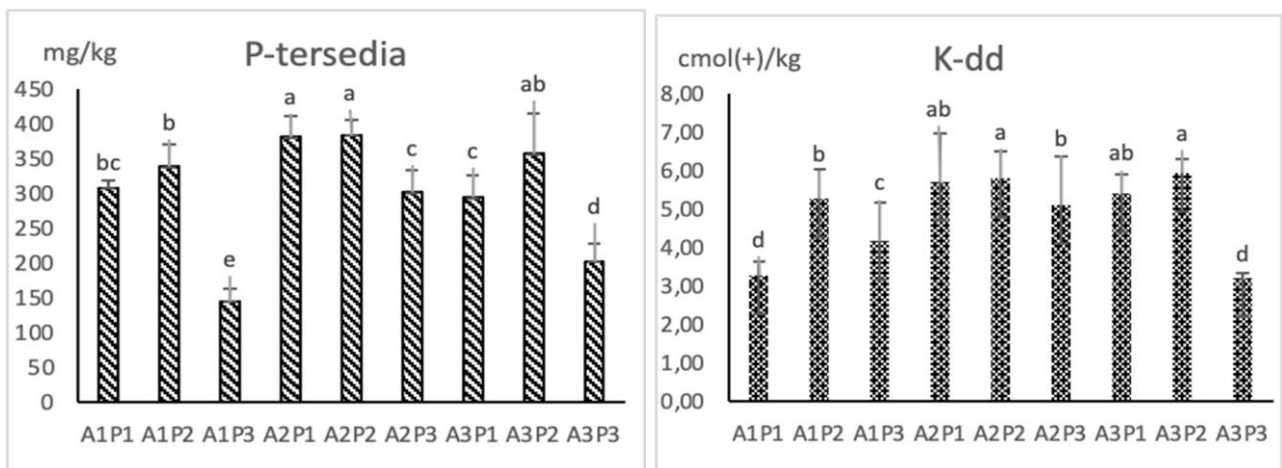 P-tersedia
mg/kg
450
400
350
300
250
200
150
100
50
0
bc
b
e
a
a
c
c
ab
d
A1P1 A1P2 A1P3 A2P1 A2P2 A2P3 A3P1 A3P2 A3P3
K-dd
cmol(+)/kg
8,00
7,00
6,00
5,00
4,00
3,00
2,00
1,00
0,00
d
b
c
ab
a
b
ab
a
d
A1P1 A1P2 A1P3 A2P1 A2P2 A2P3 A3P1 A3P2 A3P3